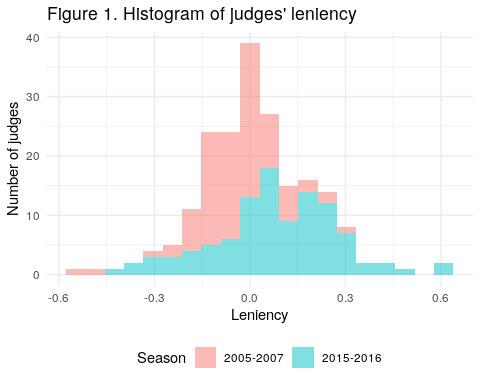 Figure 1. Histogram of judges' leniency
40
30
20
10
0
Number of judges
-0.6 -0.3 0.0 0.3 0.6
Leniency
Season 2005-2007 2015-2016